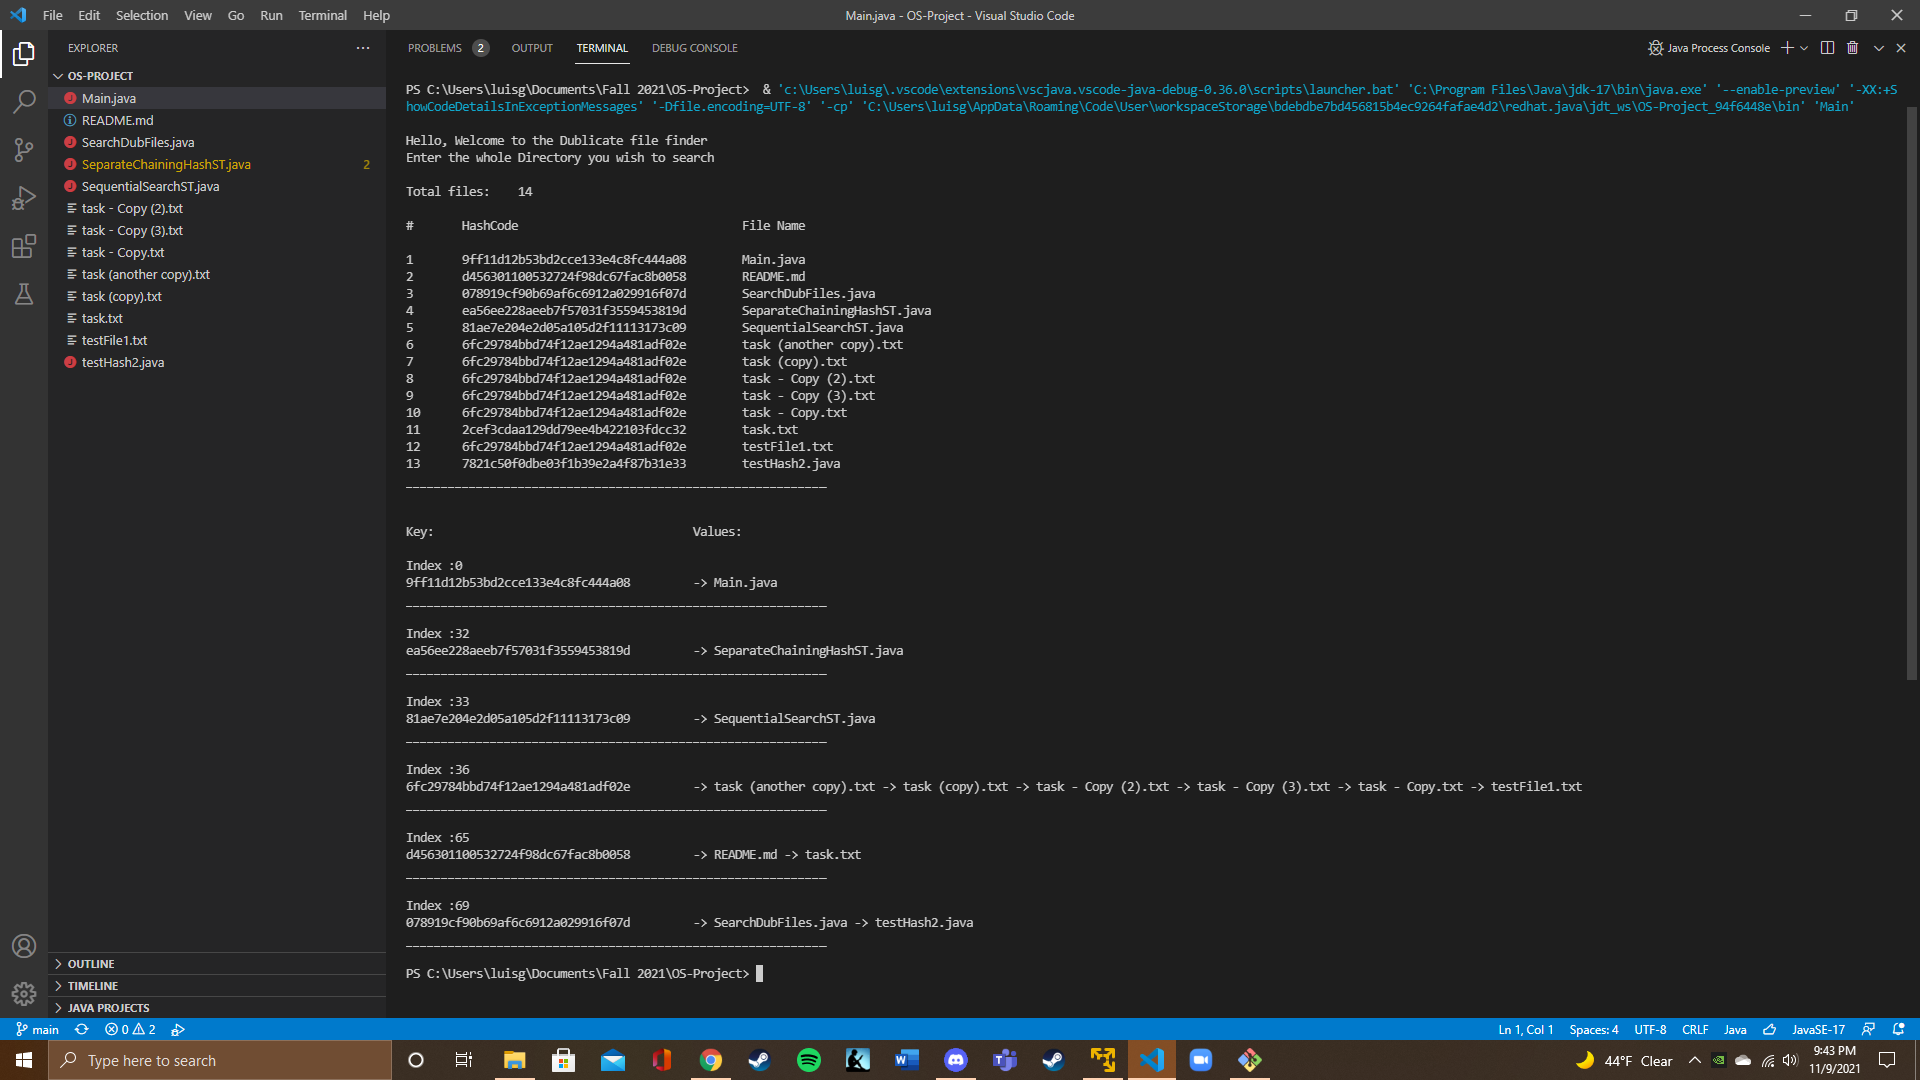 File Edit Selection View Go Run Terminal Help
Main.java - OS-Project - Visual Studio Code
EXPLORER
OS-PROJECT
Main.java
README.md
SearchDubFiles.java
SeparateChainingHashST.java 2
SequentialSearchST.java
task - Copy (2).txt
task - Copy (3).txt
task - Copy.txt
task (another copy).txt
task (copy).txt
task.txt
testFile1.txt
testHash2.java
OUTLINE
TIMELINE
JAVA PROJECTS
PROBLEMS 2 OUTPUT TERMINAL DEBUG CONSOLE
Java Process Console
PS C:\Users\luisg\Documents\Fall 2021\OS-Project>  & 'c:\Users\luisg\.vscode\extensions\vscjava.vscode-java-debug-0.36.0\scripts\launcher.bat' 'C:\Program Files\Java\jdk-17\bin\java.exe' '--enable-preview' '-XX:+S
howCodeDetailsInExceptionMessages' '-Dfile.encoding=UTF-8' '-cp' 'C:\Users\luisg\AppData\Roaming\Code\User\workspaceStorage\bdebdbe7bd456815b4ec9264fafae4d2\redhat.java\jdt_ws\OS-Project_94f6448e\bin' 'Main'
Hello, Welcome to the Dublicate file finder
Enter the whole Directory you wish to search
Total files: 14
# HashCode File Name
1 9ff11d12b53bd2cce133e4c8fc444a08 Main.java
2 d456301100532724f98dc67fac8b0058 README.md
3 078919cf90b69af6c6912a029916f07d SearchDubFiles.java
4 ea56ee228aeeb7f57031f3559453819d SeparateChainingHashST.java
5 81ae7e204e2d05a105d2f11113173c09 SequentialSearchST.java
6 6fc29784bbd74f12ae1294a481adf02e task (another copy).txt
7 6fc29784bbd74f12ae1294a481adf02e task (copy).txt
8 6fc29784bbd74f12ae1294a481adf02e task - Copy (2).txt
9 6fc29784bbd74f12ae1294a481adf02e task - Copy (3).txt
10 6fc29784bbd74f12ae1294a481adf02e task - Copy.txt
11 2cef3cdaa129dd79ee4b422103fdcc32 task.txt
12 6fc29784bbd74f12ae1294a481adf02e testFile1.txt
13 7821c50f0dbe03f1b39e2a4f87b31e33 testHash2.java
____________________________________________________________
Key: Values:
Index :0
9ff11d12b53bd2cce133e4c8fc444a08 -> Main.java
____________________________________________________________
Index :32
ea56ee228aeeb7f57031f3559453819d -> SeparateChainingHashST.java
____________________________________________________________
Index :33
81ae7e204e2d05a105d2f11113173c09 -> SequentialSearchST.java
____________________________________________________________
Index :36
6fc29784bbd74f12ae1294a481adf02e -> task (another copy).txt -> task (copy).txt -> task - Copy (2).txt -> task - Copy (3).txt -> task - Copy.txt -> testFile1.txt
____________________________________________________________
Index :65
d456301100532724f98dc67fac8b0058 -> README.md -> task.txt
____________________________________________________________
Index :69
078919cf90b69af6c6912a029916f07d -> SearchDubFiles.java -> testHash2.java
____________________________________________________________
PS C:\Users\luisg\Documents\Fall 2021\OS-Project>
main 0 2 Ln 1, Col 1 Spaces: 4 UTF-8 CRLF Java JavaSE-17
Type here to search
44°F Clear
9:43 PM
11/9/2021